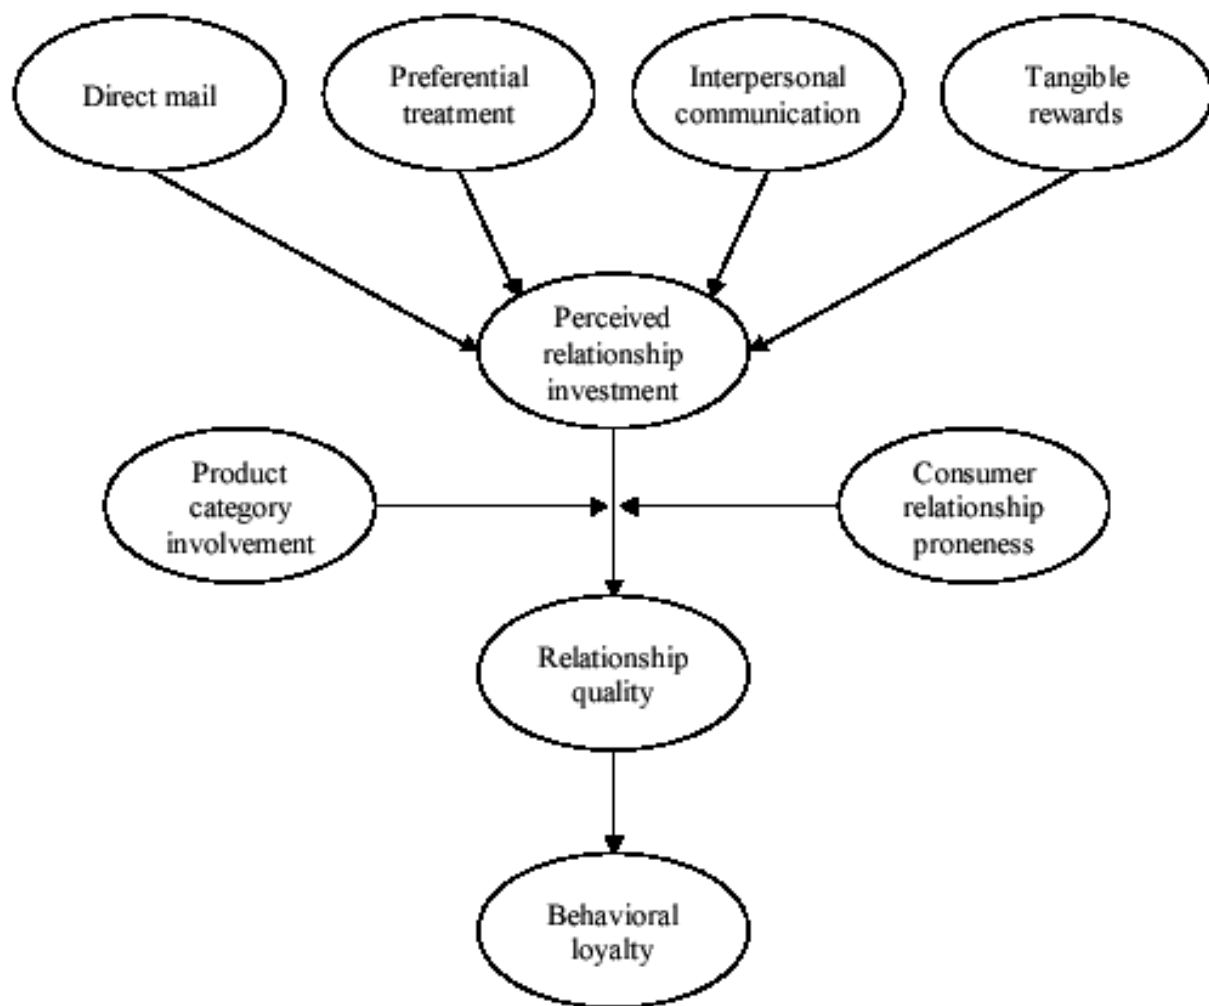 Direct mail
Preferential
treatment
Interpersonal
communication
Tangible
rewards
Perceived
relationship
investment
Product
category
involvement
Consumer
relationship
proneness
Relationship
quality
Behavioral
loyalty